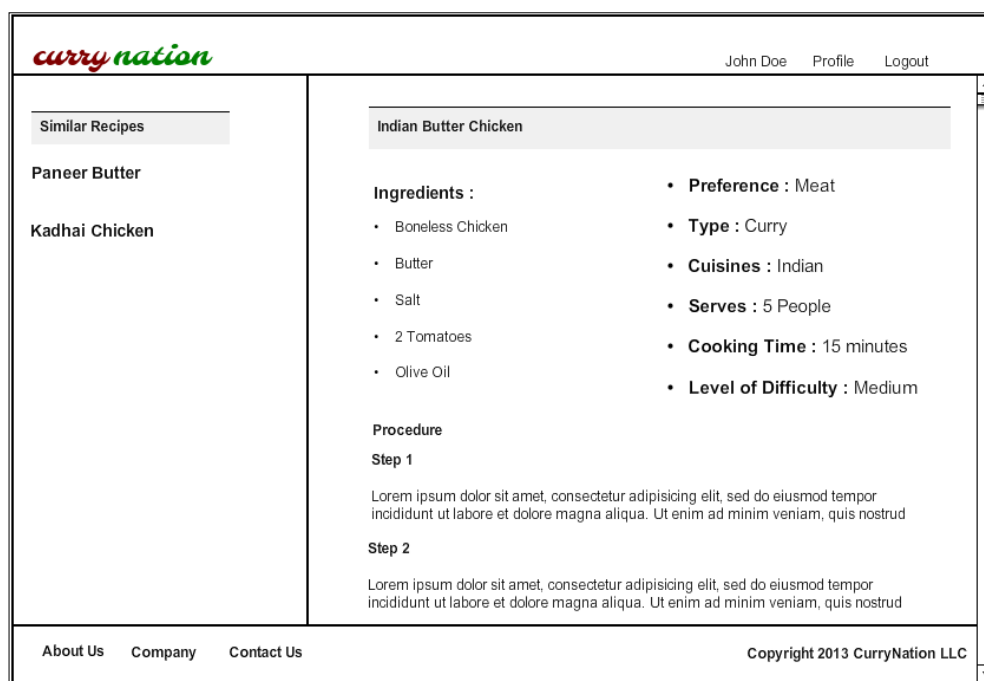 curry nation
John Doe Profile Logout
Similar Recipes
Paneer Butter
Kadhai Chicken
Indian Butter Chicken
Ingredients :
• Boneless Chicken
• Butter
• Salt
• 2 Tomatoes
• Olive Oil
• Preference : Meat
• Type : Curry
• Cuisines : Indian
• Serves : 5 People
• Cooking Time : 15 minutes
• Level of Difficulty : Medium
Procedure
Step 1
Lorem ipsum dolor sit amet, consectetur adipisicing elit, sed do eiusmod tempor
incididunt ut labore et dolore magna aliqua. Ut enim ad minim veniam, quis nostrud
Step 2
Lorem ipsum dolor sit amet, consectetur adipisicing elit, sed do eiusmod tempor
incididunt ut labore et dolore magna aliqua. Ut enim ad minim veniam, quis nostrud
About Us Company Contact Us Copyright 2013 CurryNation LLC